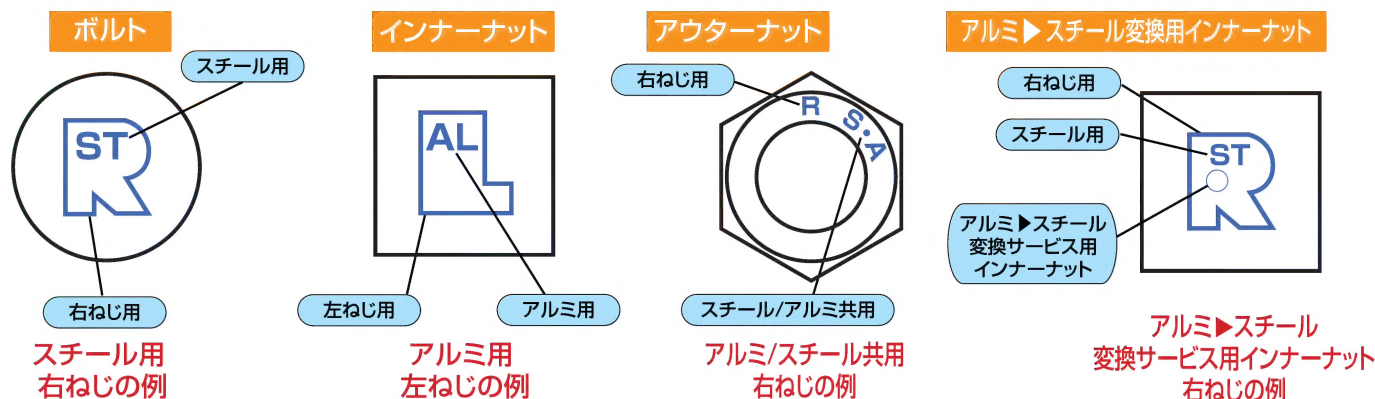 ボルト
スチール用
ST
R
右ねじ用
スチール用
右ねじの例
インナーナット
AL
L
左ねじ用
アルミ用
アルミ用
左ねじの例
アウターナット
右ねじ用
R S・A
スチール/アルミ共用
アルミ/スチール共用
右ねじの例
アルミ▶スチール変換用インナーナット
右ねじ用
スチール用
ST
R
アルミ▶スチール
変換サービス用
インナーナット
アルミ▶スチール
変換サービス用インナーナット
右ねじの例